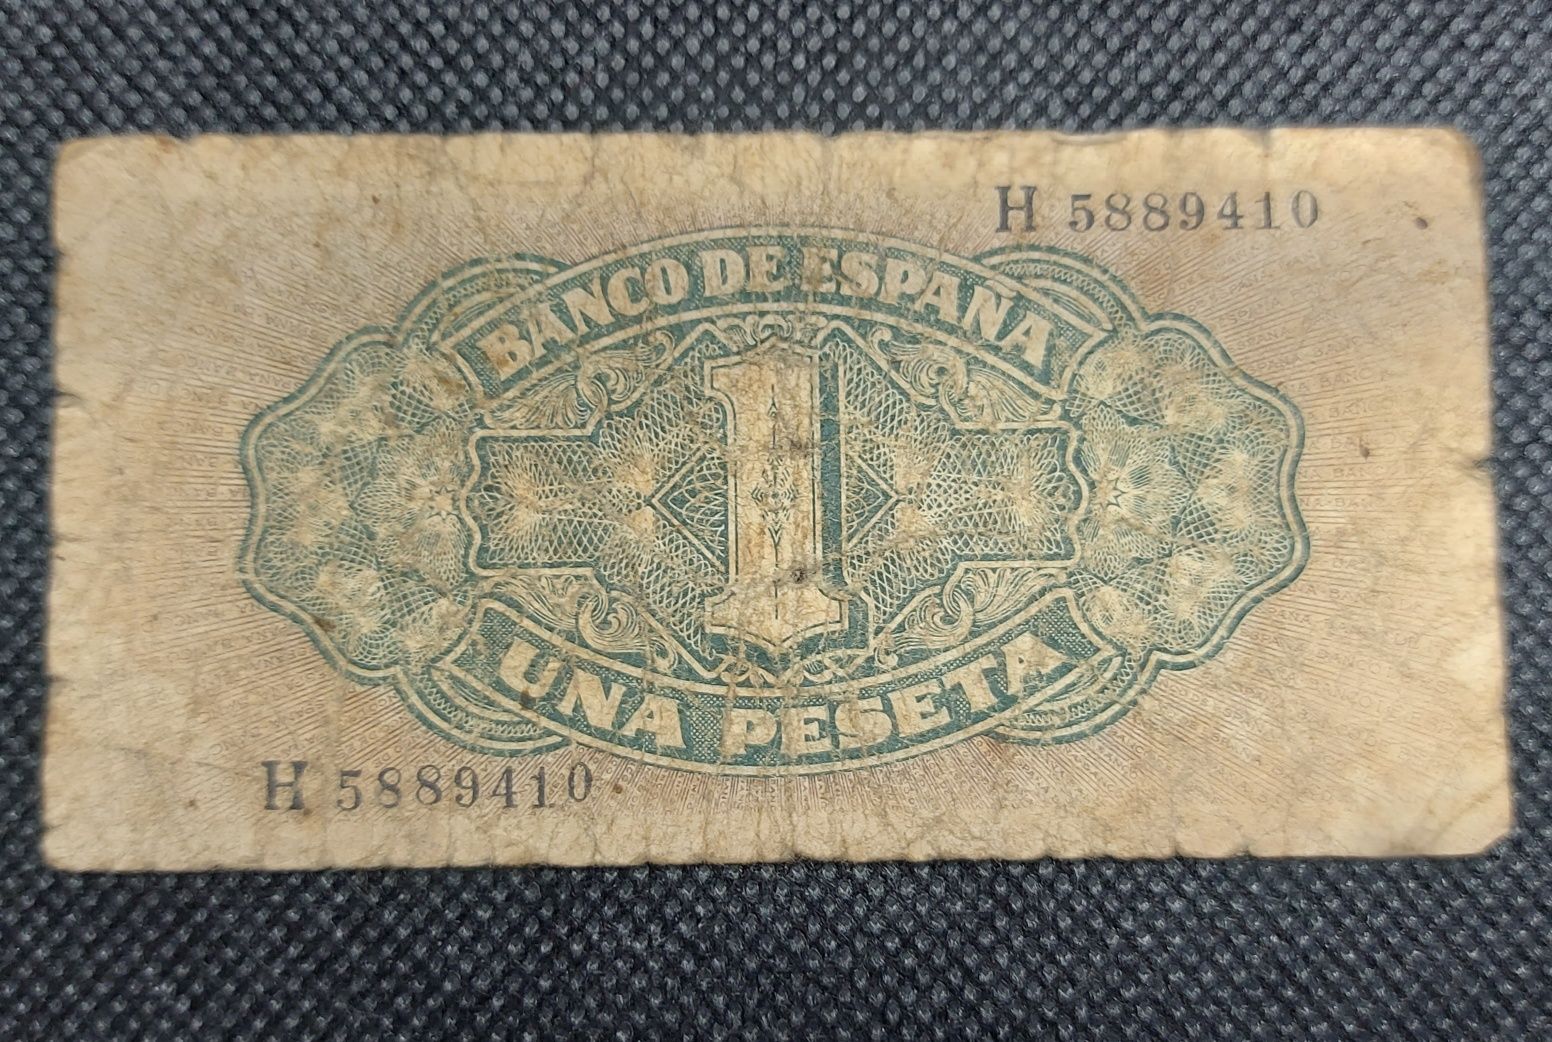 H 5889410
BANCO DE ESPAÑA
1
UNA PESETA
H 5889410